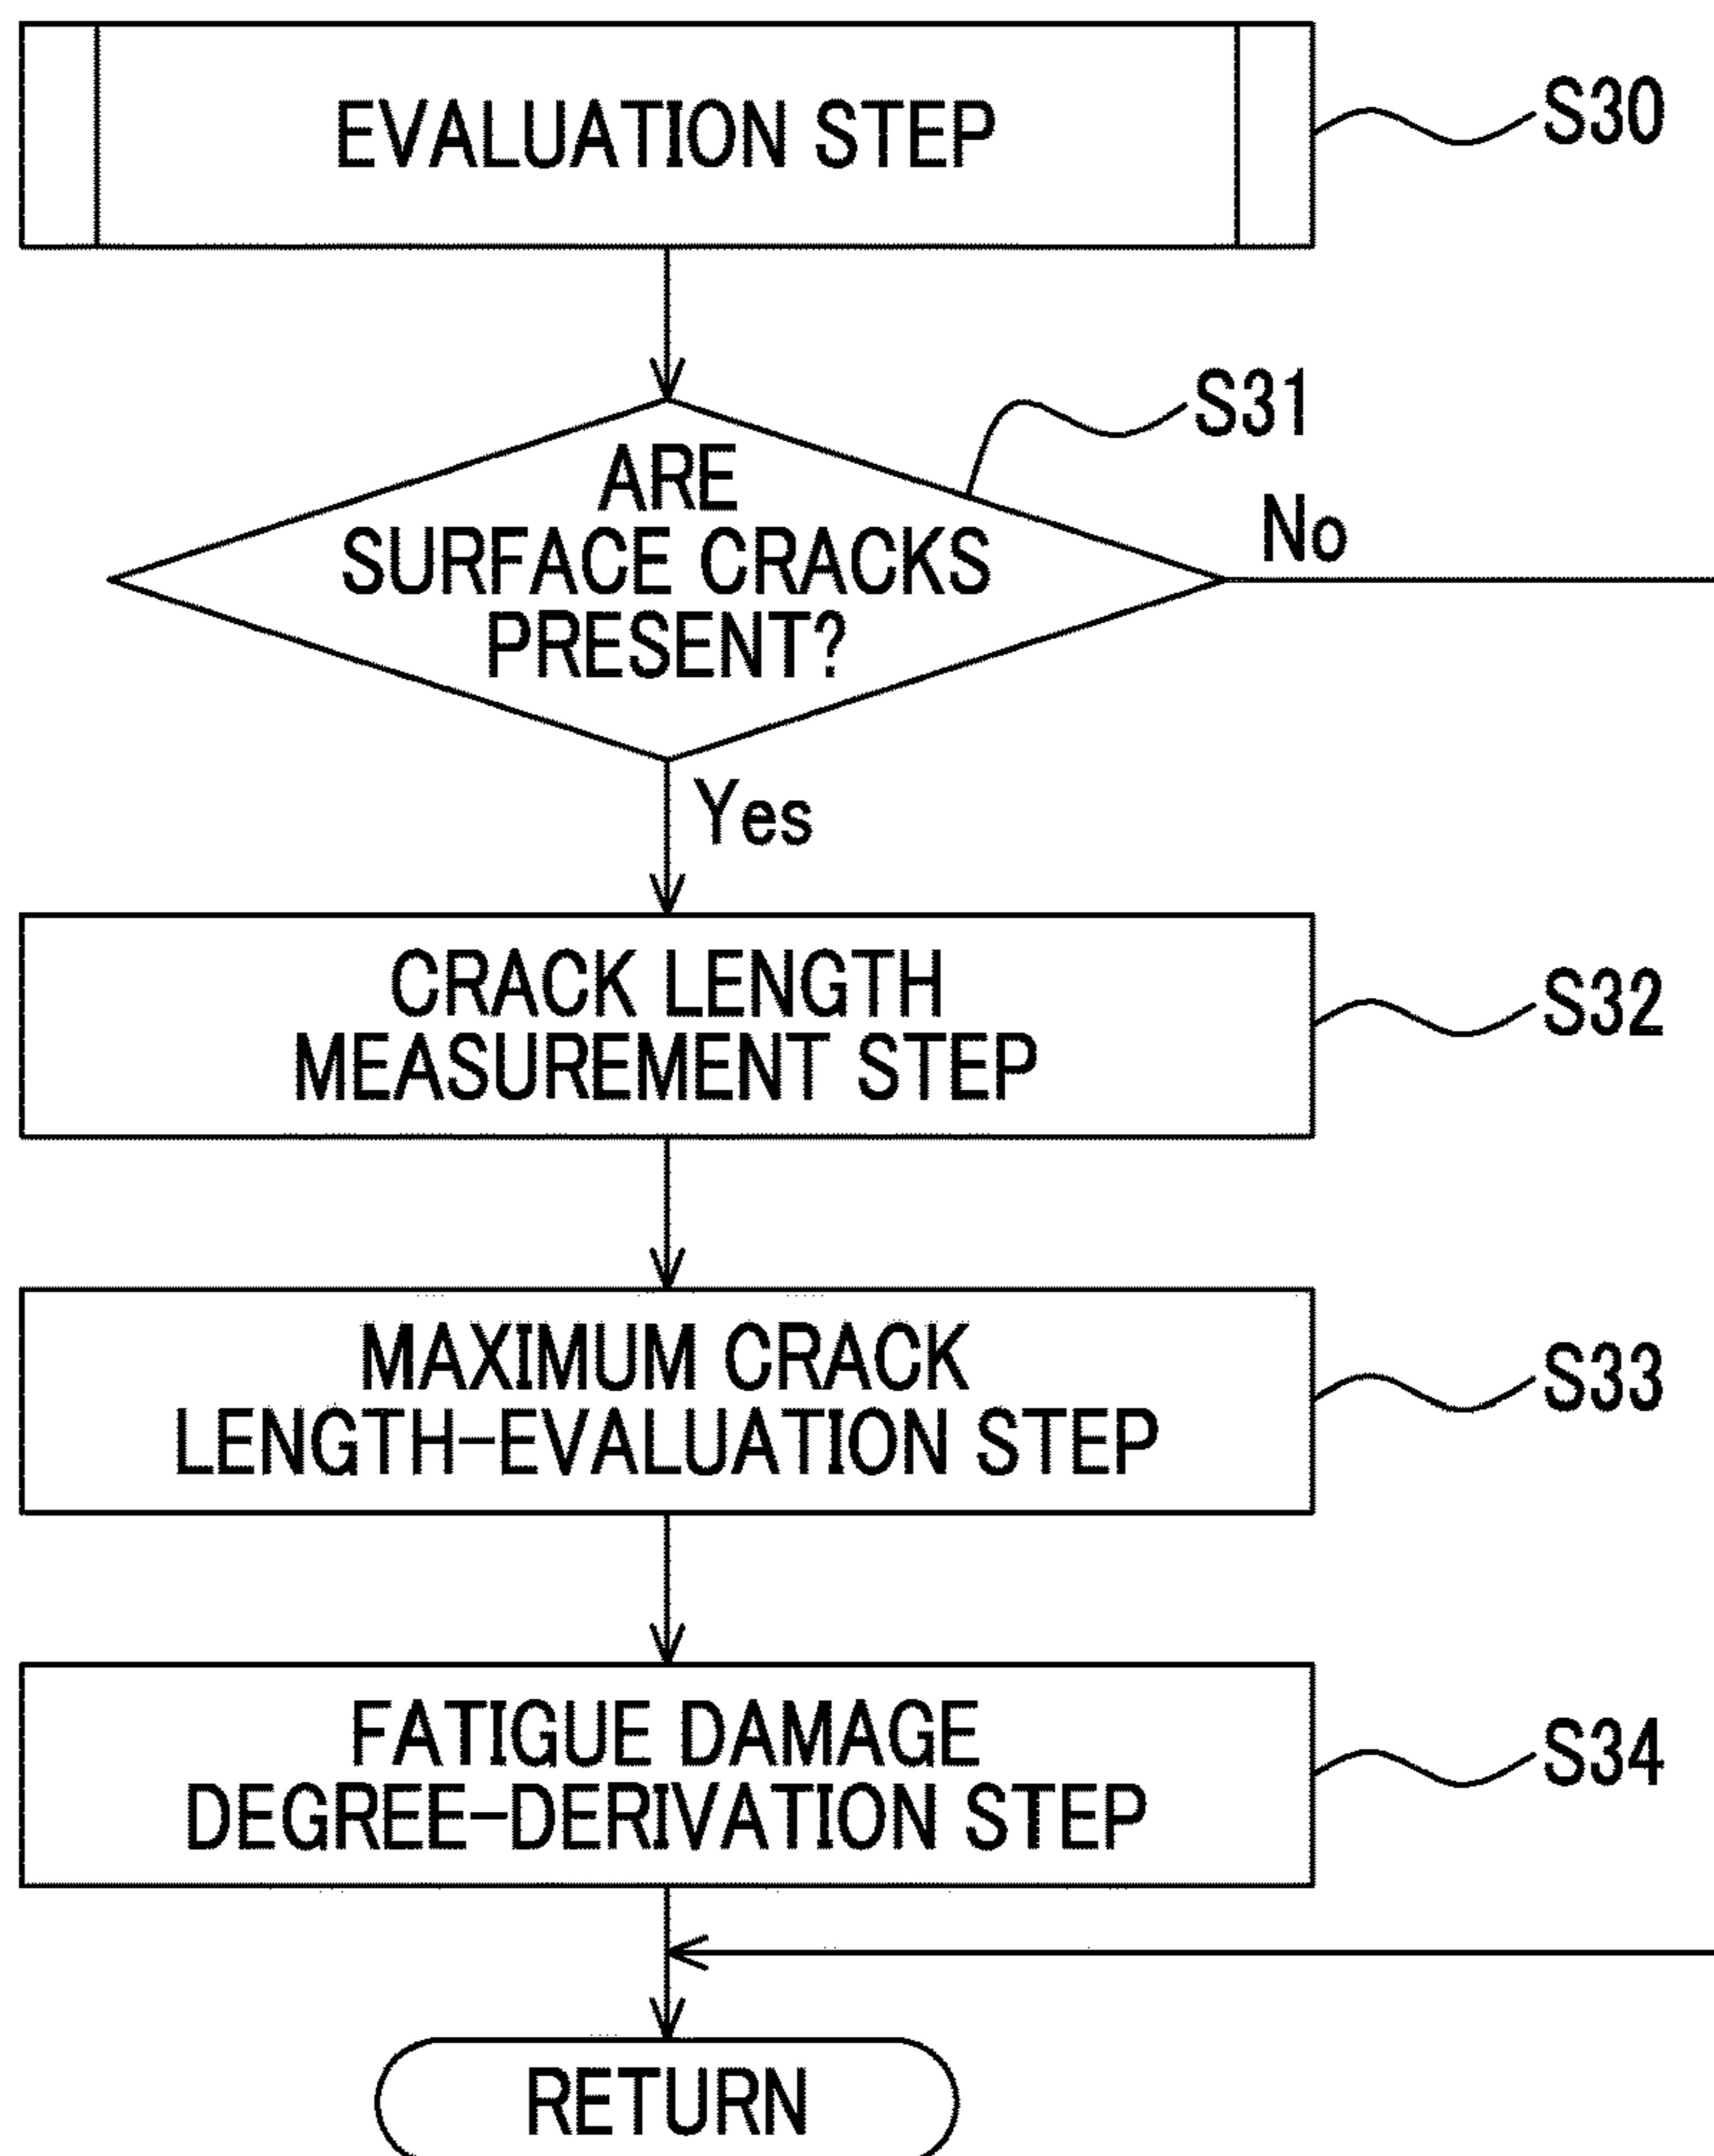 EVALUATION STEP
S30
S31
ARE
SURFACE CRACKS
PRESENT?
No
Yes
CRACK LENGTH
MEASUREMENT STEP
S32
MAXIMUM CRACK
LENGTH-EVALUATION STEP
S33
FATIGUE DAMAGE
DEGREE-DERIVATION STEP
S34
RETURN